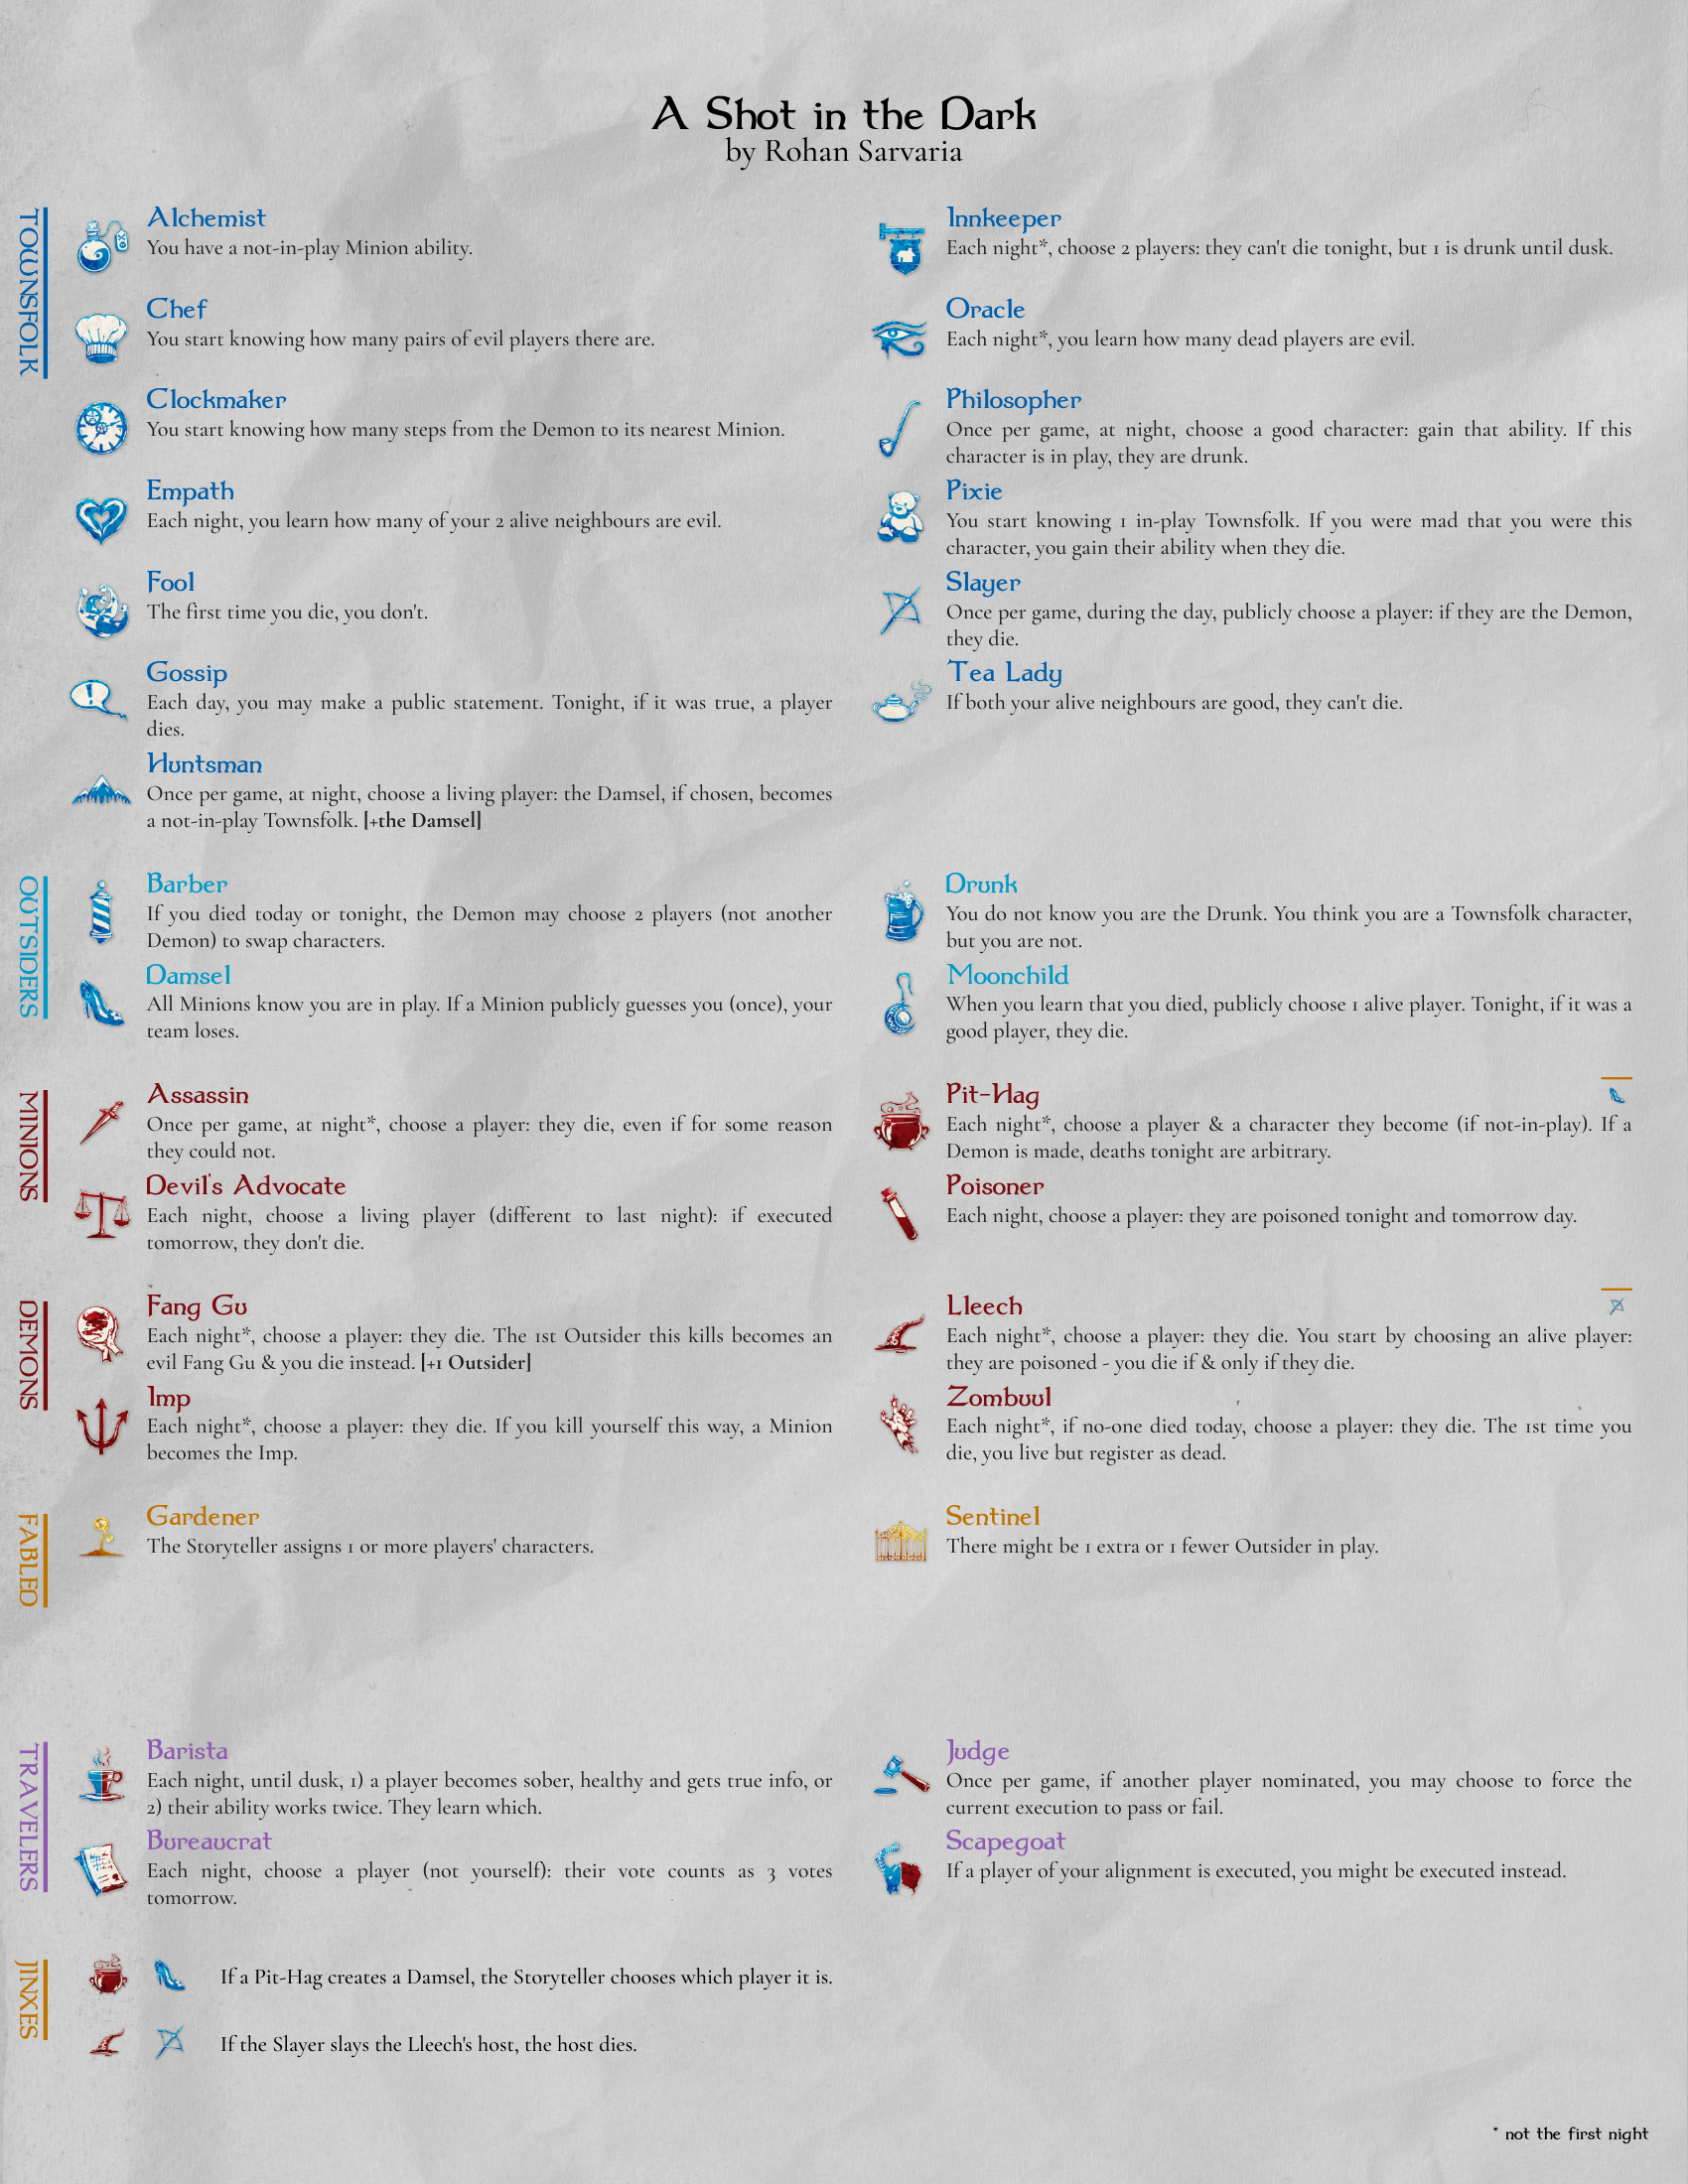 A Shot in the Dark
by Rohan Sarvaria
TOWNSFOLK
Alchemist
You have a not-in-play Minion ability.
Chef
You start knowing how many pairs of evil players there are.
Clockmaker
You start knowing how many steps from the Demon to its nearest Minion.
Empath
Each night, you learn how many of your 2 alive neighbours are evil.
Fool
The first time you die, you don't.
Gossip
Each day, you may make a public statement. Tonight, if it was true, a player
dies.
Huntsman
Once per game, at night, choose a living player: the Damsel, if chosen, becomes
a not-in-play Townsfolk. [+the Damsel]
Innkeeper
Each night*, choose 2 players: they can't die tonight, but 1 is drunk until dusk.
Oracle
Each night*, you learn how many dead players are evil.
Philosopher
Once per game, at night, choose a good character: gain that ability. If this
character is in play, they are drunk.
Pixie
You start knowing 1 in-play Townsfolk. If you were mad that you were this
character, you gain their ability when they die.
Slayer
Once per game, during the day, publicly choose a player: if they are the Demon,
they die.
Tea Lady
If both your alive neighbours are good, they can't die.
OUTSIDERS
Barber
If you died today or tonight, the Demon may choose 2 players (not another
Demon) to swap characters.
Damsel
All Minions know you are in play. If a Minion publicly guesses you (once), your
team loses.
Drunk
You do not know you are the Drunk. You think you are a Townsfolk character,
but you are not.
Moonchild
When you learn that you died, publicly choose 1 alive player. Tonight, if it was a
good player, they die.
MINIONS
Assassin
Once per game, at night*, choose a player: they die, even if for some reason
they could not.
Devil's Advocate
Each night, choose a living player (different to last night): if executed
tomorrow, they don't die.
Pit-Hag
Each night*, choose a player & a character they become (if not-in-play). If a
Demon is made, deaths tonight are arbitrary.
Poisoner
Each night, choose a player: they are poisoned tonight and tomorrow day.
DEMONS
Fang Gu
Each night*, choose a player: they die. The 1st Outsider this kills becomes an
evil Fang Gu & you die instead. [+1 Outsider]
Imp
Each night*, choose a player: they die. If you kill yourself this way, a Minion
becomes the Imp.
Lleech
Each night*, choose a player: they die. You start by choosing an alive player:
they are poisoned - you die if & only if they die.
Zombuul
Each night*, if no-one died today, choose a player: they die. The 1st time you
die, you live but register as dead.
FABLED
Gardener
The Storyteller assigns 1 or more players' characters.
Sentinel
There might be 1 extra or 1 fewer Outsider in play.
TRAVELERS
Barista
Each night, until dusk, 1) a player becomes sober, healthy and gets true info, or
2) their ability works twice. They learn which.
Bureaucrat
Each night, choose a player (not yourself): their vote counts as 3 votes
tomorrow.
Judge
Once per game, if another player nominated, you may choose to force the
current execution to pass or fail.
Scapegoat
If a player of your alignment is executed, you might be executed instead.
JINXES
If a Pit-Hag creates a Damsel, the Storyteller chooses which player it is.
If the Slayer slays the Lleech's host, the host dies.
* not the first night